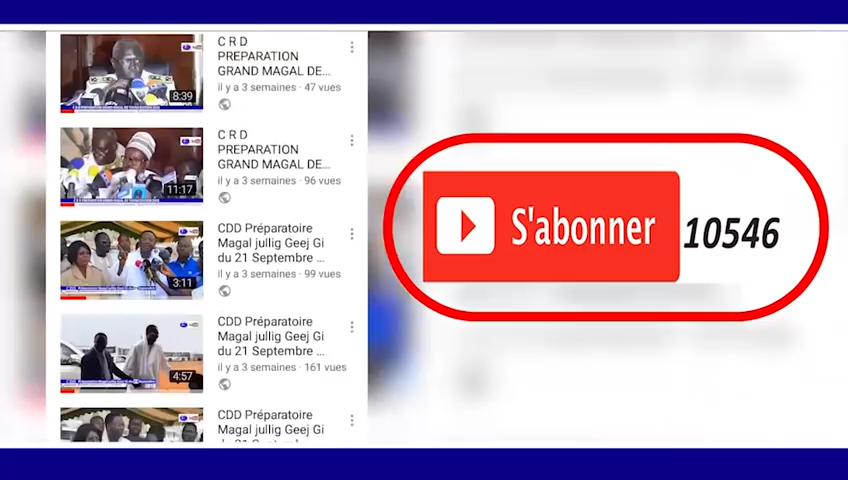 C R D
PREPARATION
GRAND MAGAL DE...
il y a 3 semaines · 47 vues
8:39
C R D
PREPARATION
GRAND MAGAL DE...
il y a 3 semaines · 96 vues
11:17
CDD Préparatoire
Magal jullig Geej Gi
du 21 Septembre ...
il y a 3 semaines · 99 vues
3:11
CDD Préparatoire
Magal jullig Geej Gi
du 21 Septembre ...
il y a 3 semaines · 161 vues
4:57
CDD Préparatoire
Magal jullig Geej Gi
S'abonner
10546